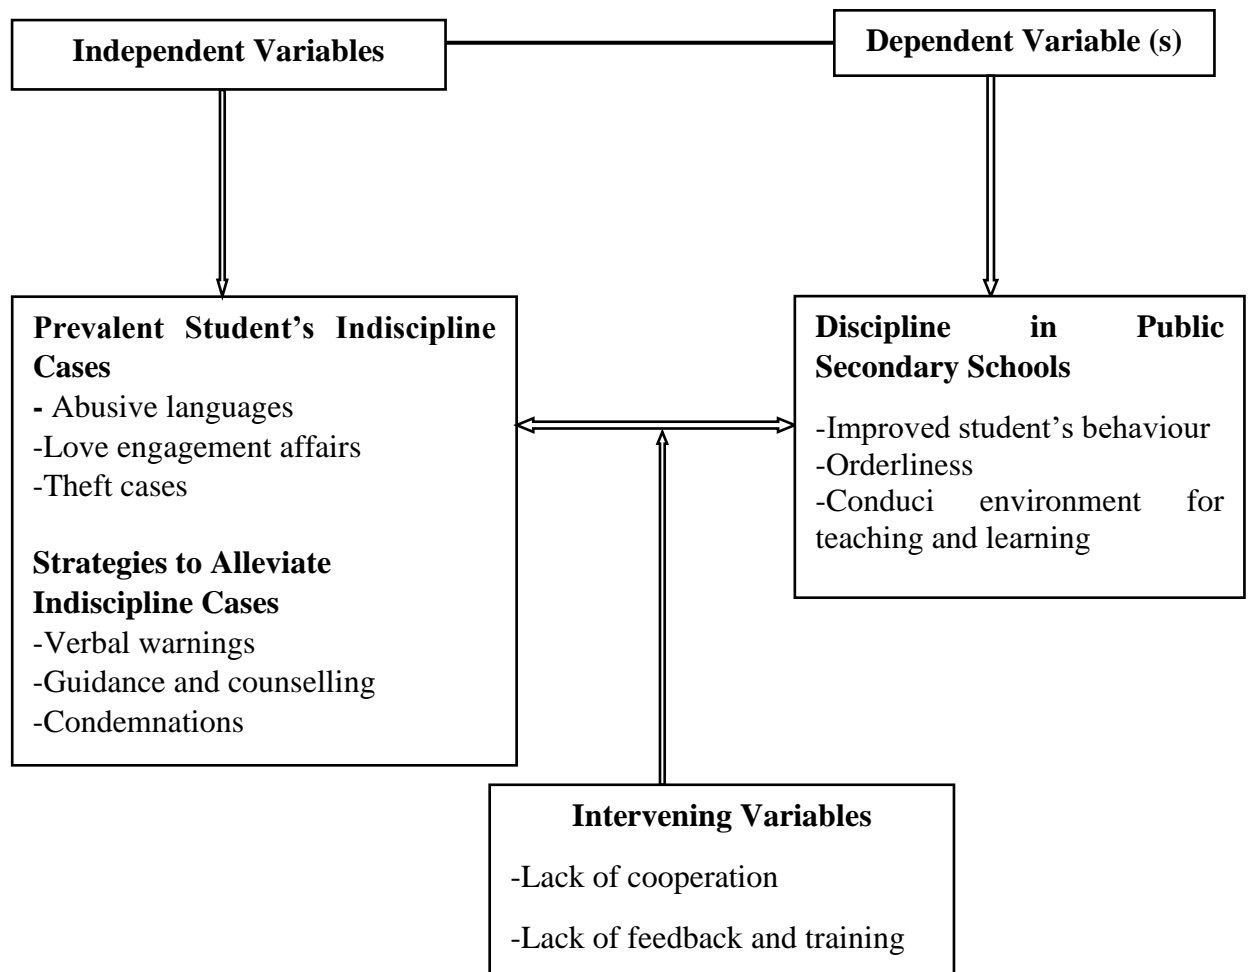 Independent Variables
Dependent Variable (s)
Prevalent Student’s Indiscipline
Cases
- Abusive languages
-Love engagement affairs
-Theft cases
Strategies to Alleviate
Indiscipline Cases
-Verbal warnings
-Guidance and counselling
-Condemnations
Discipline in Public
Secondary Schools
-Improved student’s behaviour
-Orderliness
-Conduci environment for
teaching and learning
Intervening Variables
-Lack of cooperation
-Lack of feedback and training